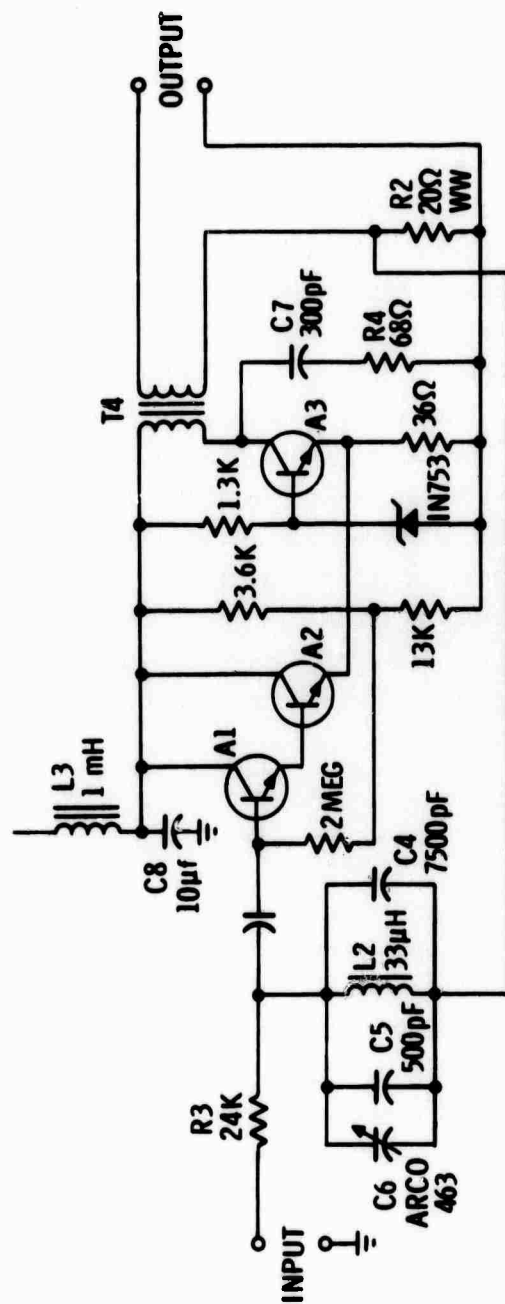 L3
1 mH
C8
10µf
T4
OUTPUT
A1
A2
3.6K
1.3K
A3
C7
300pF
R4
68Ω
R2
20Ω
WW
36Ω
IN753
13K
2MEG
R3
24K
INPUT
C6
ARCO
463
C5
500pF
L2
33µH
C4
7500pF